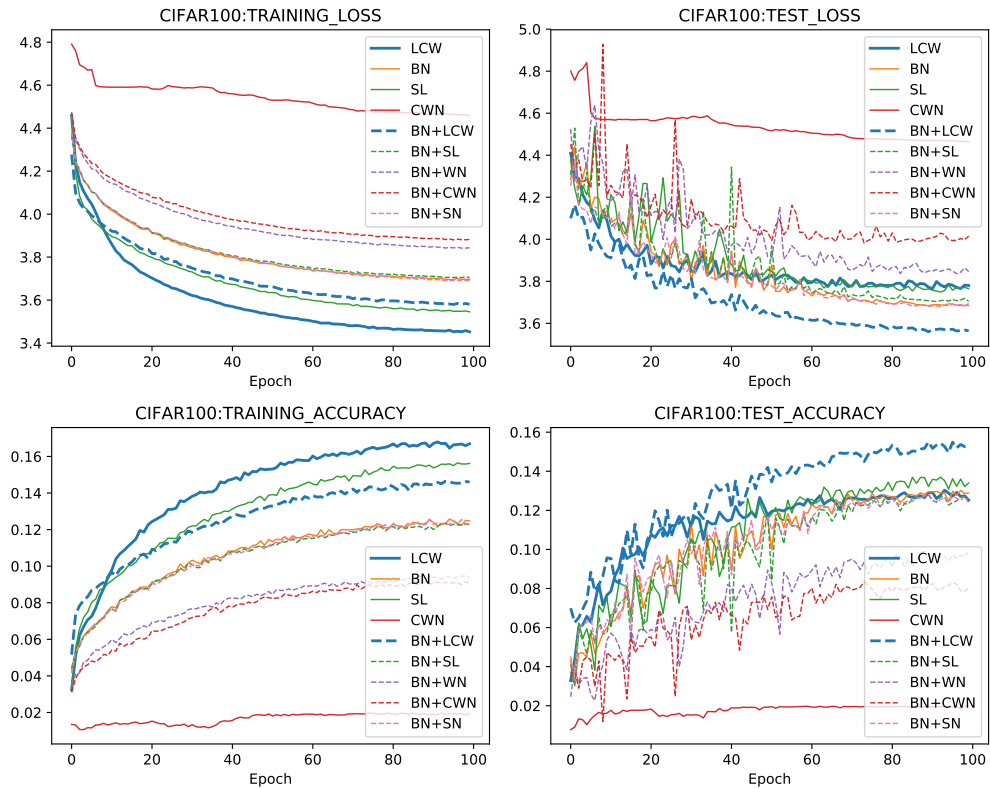 CIFAR100:TRAINING_LOSS
4.8
4.6
4.4
4.2
4.0
3.8
3.6
3.4
0 20 40 60 80 100
Epoch
LCW
BN
SL
CWN
BN+LCW
BN+SL
BN+WN
BN+CWN
BN+SN
CIFAR100:TEST_LOSS
5.0
4.8
4.6
4.4
4.2
4.0
3.8
3.6
0 20 40 60 80 100
Epoch
LCW
BN
SL
CWN
BN+LCW
BN+SL
BN+WN
BN+CWN
BN+SN
CIFAR100:TRAINING_ACCURACY
0.16
0.14
0.12
0.10
0.08
0.06
0.04
0.02
0 20 40 60 80 100
Epoch
LCW
BN
SL
CWN
BN+LCW
BN+SL
BN+WN
BN+CWN
BN+SN
CIFAR100:TEST_ACCURACY
0.16
0.14
0.12
0.10
0.08
0.06
0.04
0.02
0 20 40 60 80 100
Epoch
LCW
BN
SL
CWN
BN+LCW
BN+SL
BN+WN
BN+CWN
BN+SN